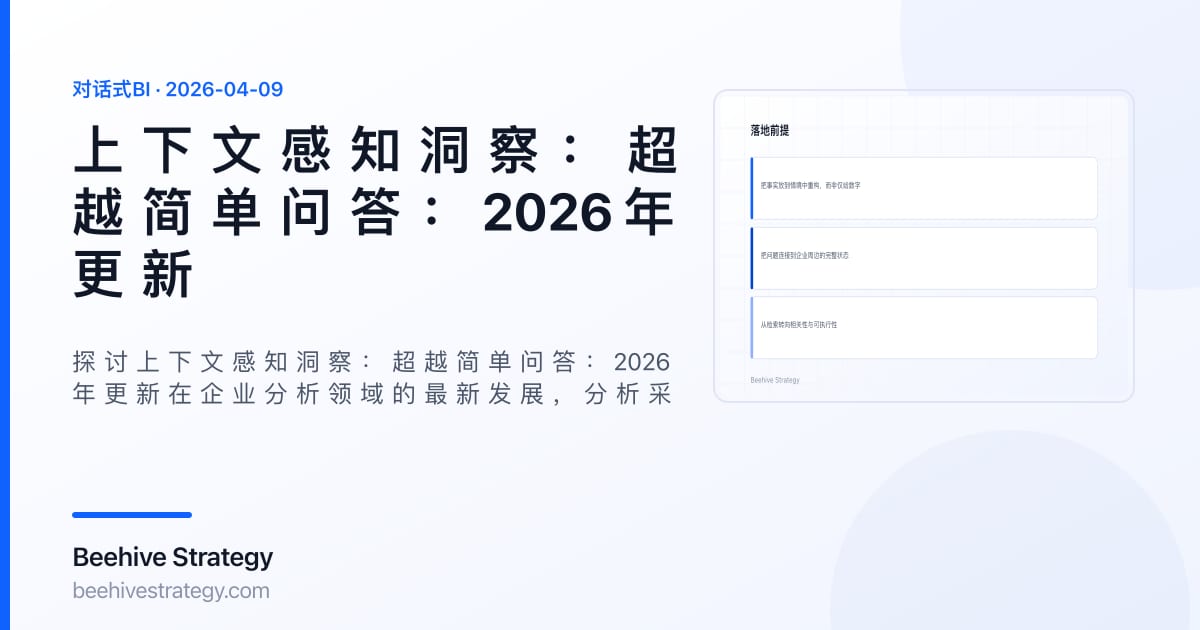 对话式BI · 2026-04-09
上下文感知洞察：超
越简单问答：2026年
更新
探讨上下文感知洞察：超越简单问答：2026
年更新在企业分析领域的最新发展，分析采
Beehive Strategy
beehivestrategy.com
落地前提
把事实放到情境中重构，而非仅给数字
把问题连接到企业周边的完整状态
从检索转向相关性与可执行性
Beehive Strategy